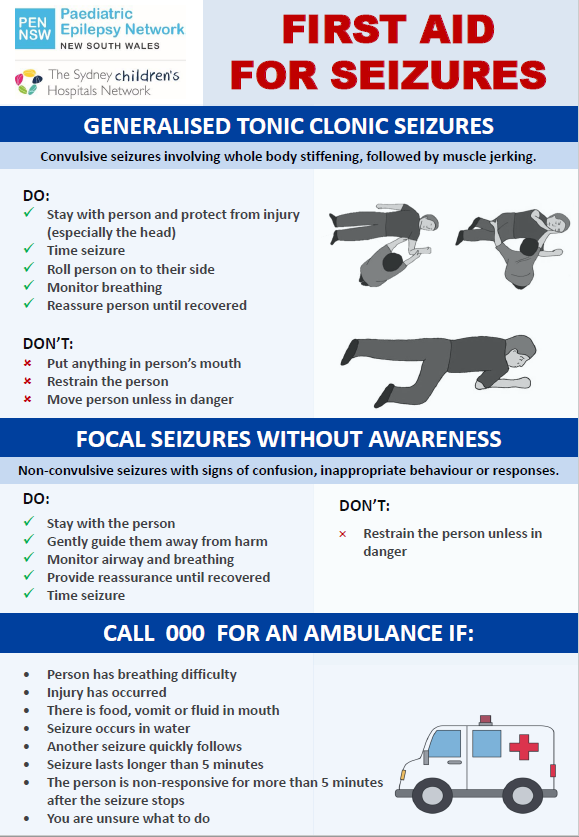 PEN
NSW
Paediatric
Epilepsy Network
NEW SOUTH WALES
The Sydney children's
Hospitals Network
FIRST AID
FOR SEIZURES
GENERALISED TONIC CLONIC SEIZURES
Convulsive seizures involving whole body stiffening, followed by muscle jerking.
DO:
✓ Stay with person and protect from injury
(especially the head)
✓ Time seizure
✓ Roll person on to their side
✓ Monitor breathing
✓ Reassure person until recovered
DON'T:
× Put anything in person's mouth
× Restrain the person
× Move person unless in danger
FOCAL SEIZURES WITHOUT AWARENESS
Non-convulsive seizures with signs of confusion, inappropriate behaviour or responses.
DO:
✓ Stay with the person
✓ Gently guide them away from harm
✓ Monitor airway and breathing
✓ Provide reassurance until recovered
✓ Time seizure
DON'T:
× Restrain the person unless in
danger
CALL 000 FOR AN AMBULANCE IF:
• Person has breathing difficulty
• Injury has occurred
• There is food, vomit or fluid in mouth
• Seizure occurs in water
• Another seizure quickly follows
• Seizure lasts longer than 5 minutes
• The person is non-responsive for more than 5 minutes
after the seizure stops
• You are unsure what to do